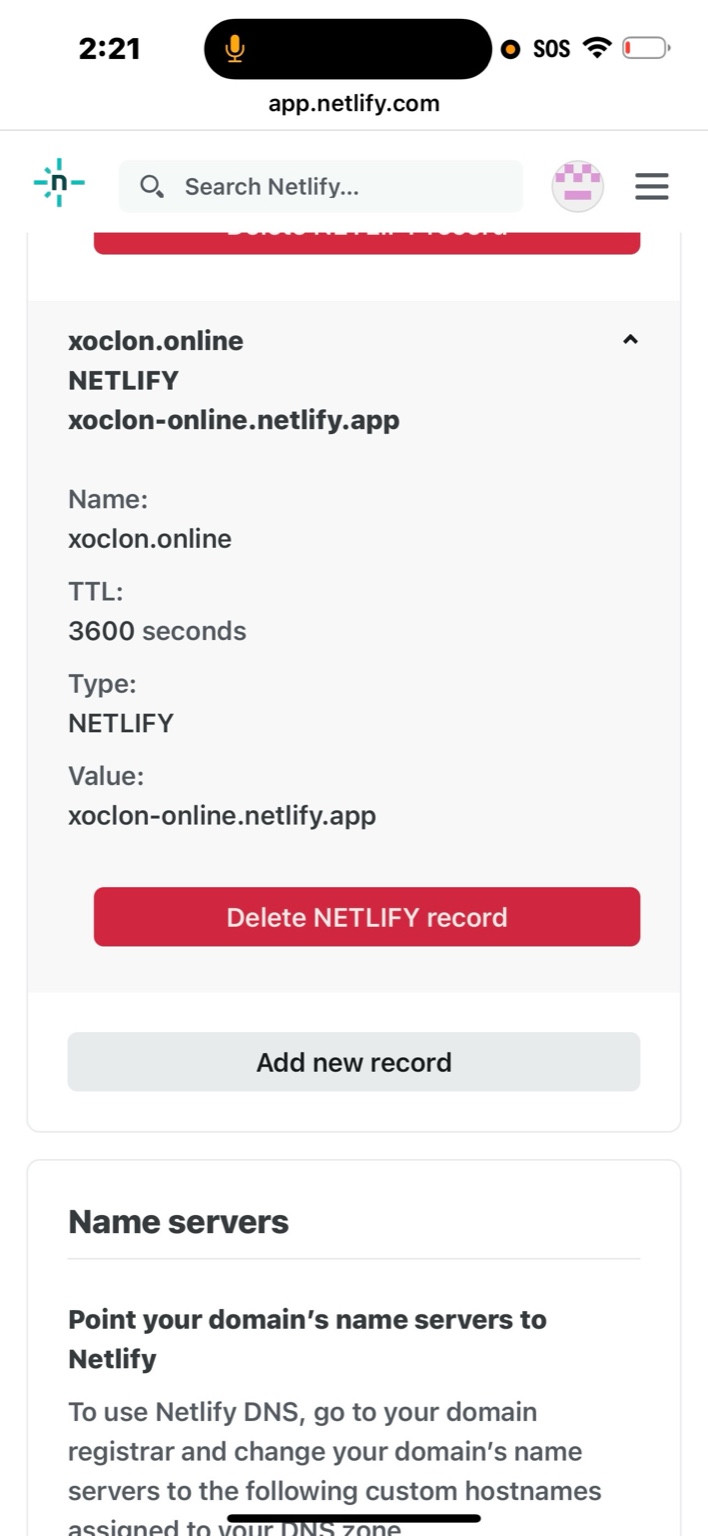 2:21
SOS
app.netlify.com
n
Search Netlify...
Delete NETLIFY record
xoclon.online
NETLIFY
xoclon-online.netlify.app
Name:
xoclon.online
TTL:
3600 seconds
Type:
NETLIFY
Value:
xoclon-online.netlify.app
Delete NETLIFY record
Add new record
Name servers
Point your domain’s name servers to
Netlify
To use Netlify DNS, go to your domain
registrar and change your domain’s name
servers to the following custom hostnames
assigned to your DNS zone